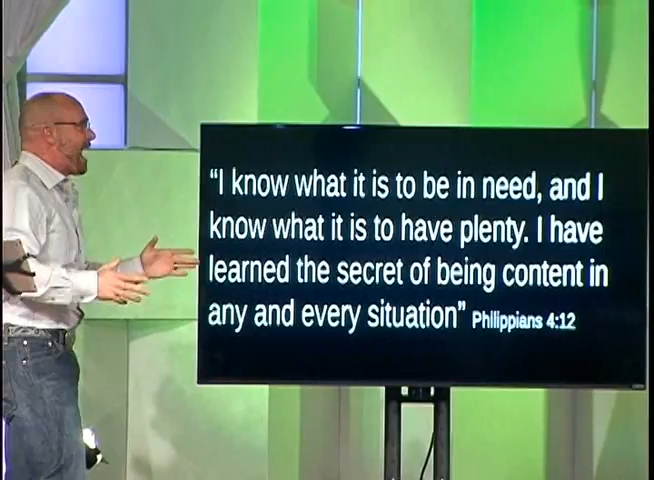 “I know what it is to be in need, and I
know what it is to have plenty. I have
learned the secret of being content in
any and every situation” Philippians 4:12